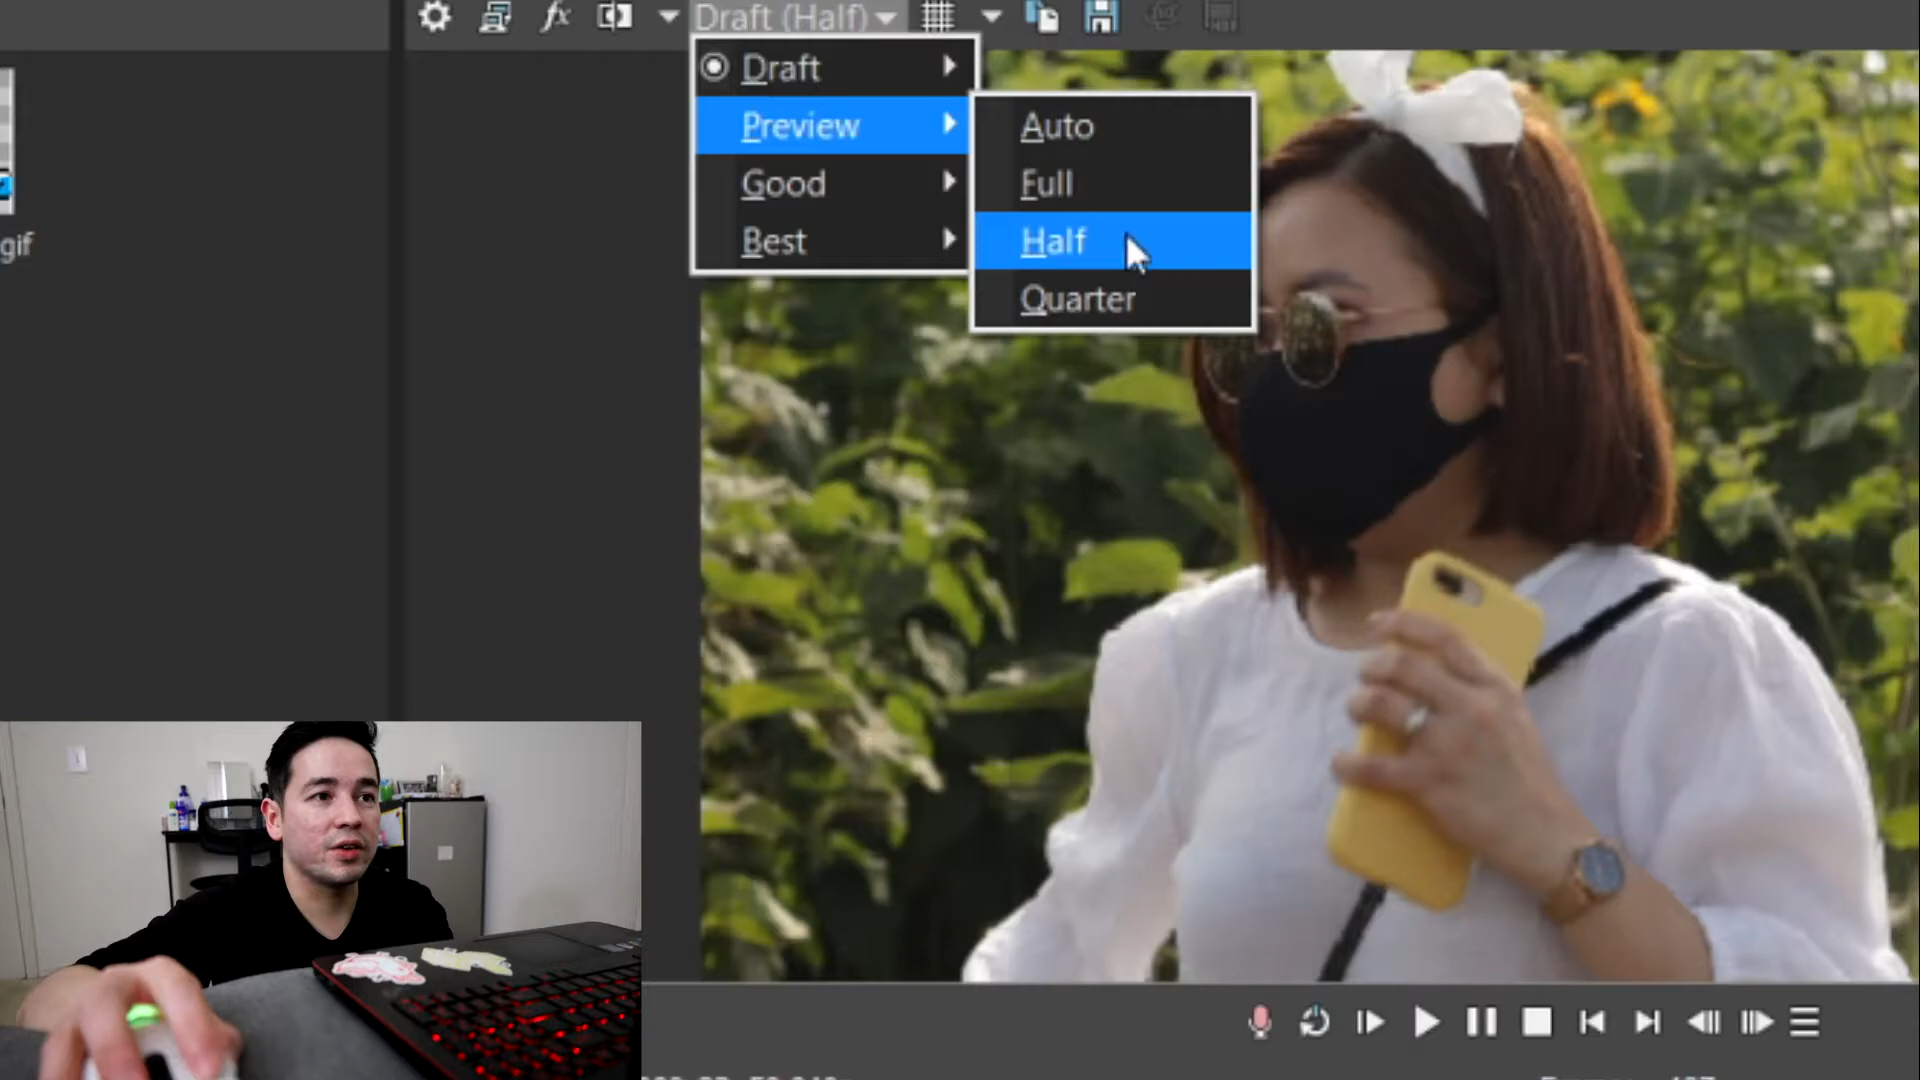 Draft (Half)
Draft
Preview
Good
Best
Auto
Full
Half
Quarter
gif